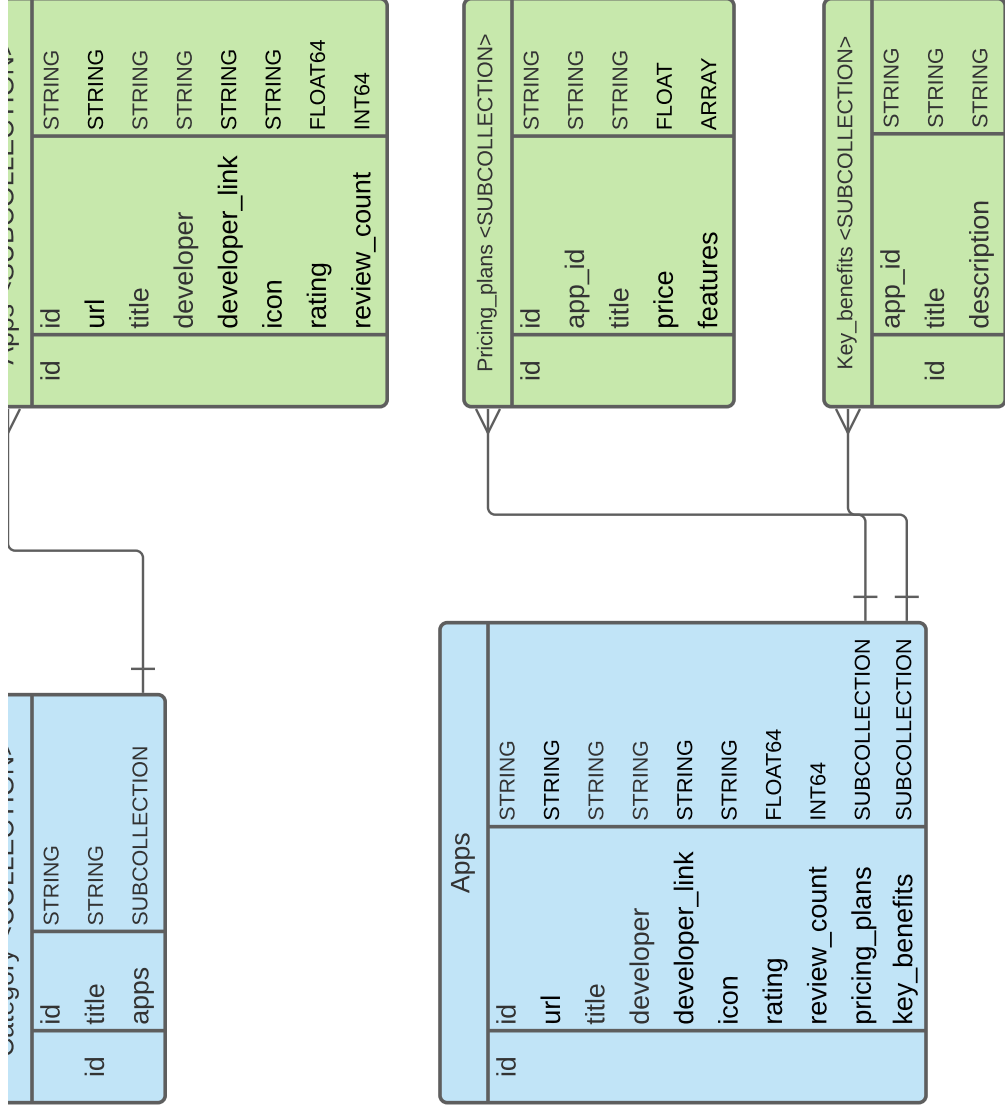 Category <COLLECTION>
id STRING
id title STRING
apps SUBCOLLECTION
Apps <SUBCOLLECTION>
id id STRING
url STRING
title STRING
developer STRING
developer_link STRING
icon STRING
rating FLOAT64
review_count INT64
Apps
id id STRING
url STRING
title STRING
developer STRING
developer_link STRING
icon STRING
rating FLOAT64
review_count INT64
pricing_plans SUBCOLLECTION
key_benefits SUBCOLLECTION
Pricing_plans <SUBCOLLECTION>
id id STRING
app_id STRING
title STRING
price FLOAT
features ARRAY
Key_benefits <SUBCOLLECTION>
app_id STRING
id title STRING
description STRING